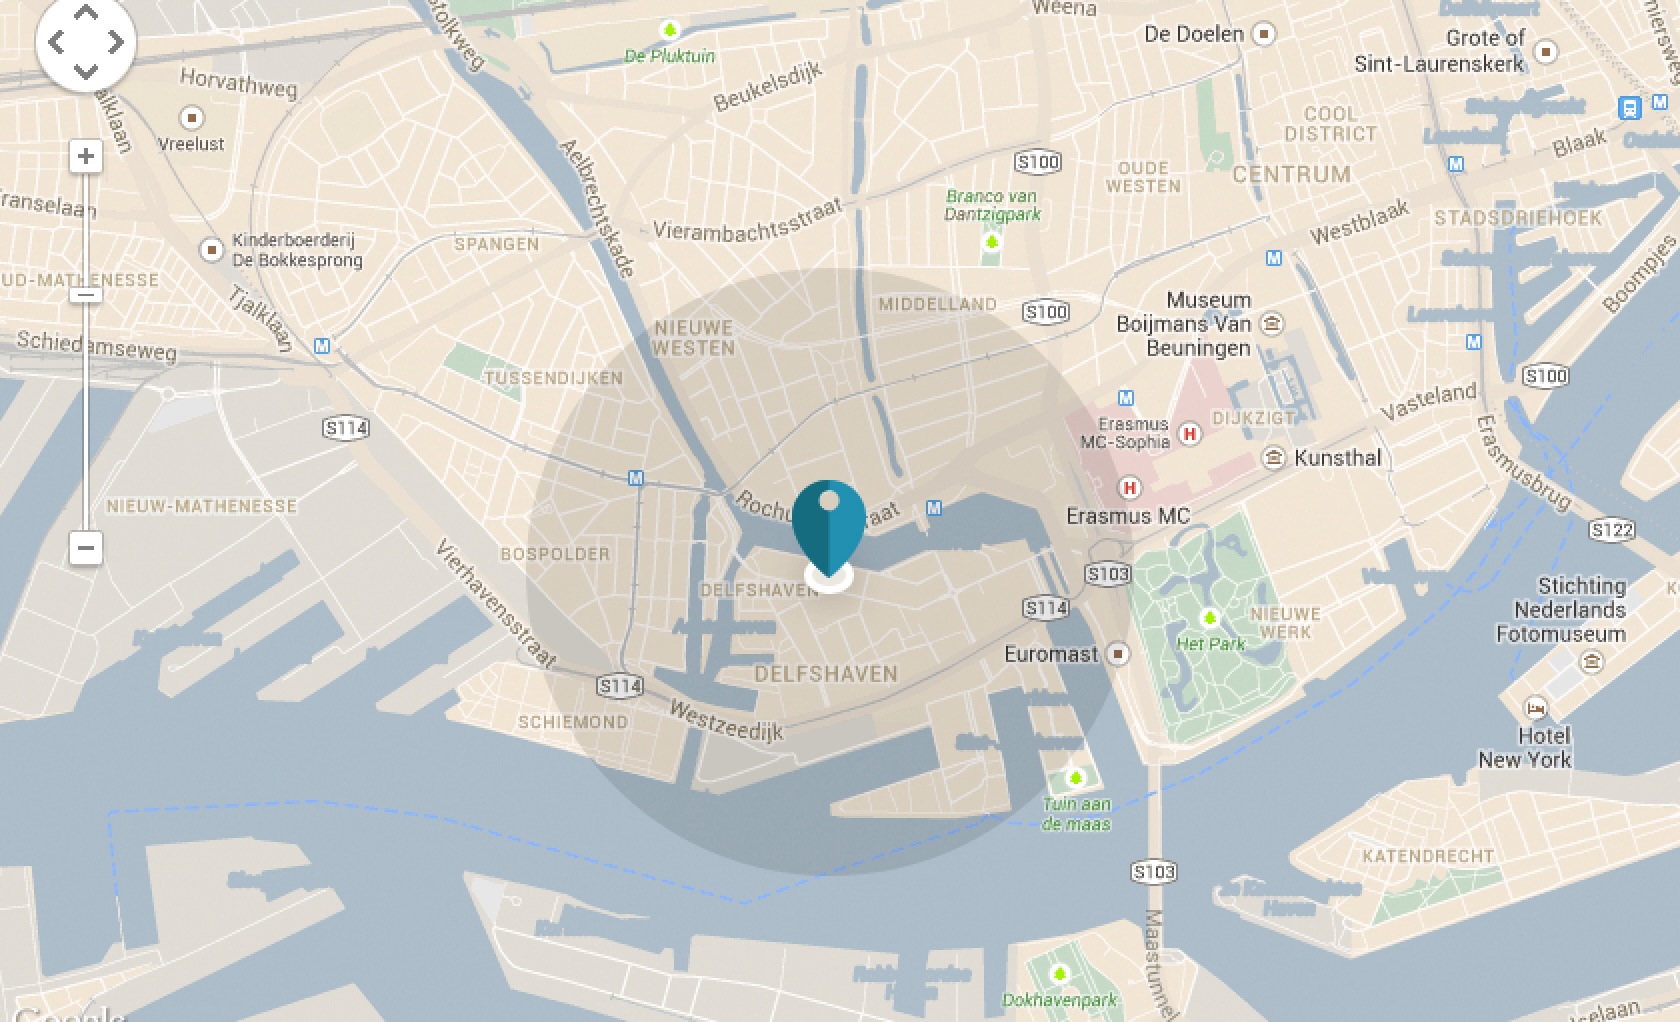 Weena
De Doelen
Grote of
Sint-Laurenskerk
De Pluktuin
Horvathweg
Beukelsdijk
Vreelust
Aelbrechtskade
COOL
DISTRICT
Blaak
S100
OUDE
WESTEN
CENTRUM
Branco van
Dantzigpark
Vierambachtsstraat
Westblaak
STADSDRIEHOEK
Kinderboerderij
De Bokkesprong
SPANGEN
UD-MATHENESSE
Tjalklaan
Boompjes
MIDDELLAND
S100
Museum
Boijmans Van
Beuningen
NIEUWE
WESTEN
Schiedamseweg
TUSSENDIJKEN
S100
Vasteland
S114
Erasmus
MC-Sophia
H
DIJKZIGT
Kunsthal
Erasmusbrug
NIEUW-MATHENESSE
H
Erasmus MC
S122
BOSPOLDER
Vierhavensstraat
DELFSHAVEN
S103
S114
Stichting
Nederlands
Fotomuseum
NIEUWE
WERK
Het Park
Euromast
DELFSHAVEN
S114
SCHIEMOND
Westzeedijk
Hotel
New York
Tuin aan
de maas
KATENDRECHT
S103
Maastunnel
Dokhavenpark
Google